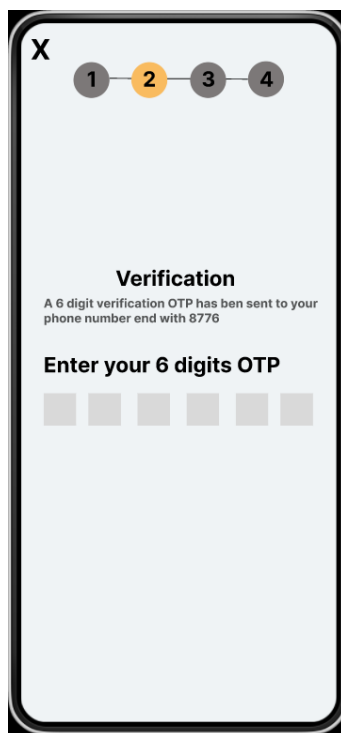 X
1 2 3 4
Verification
A 6 digit verification OTP has ben sent to your
phone number end with 8776
Enter your 6 digits OTP